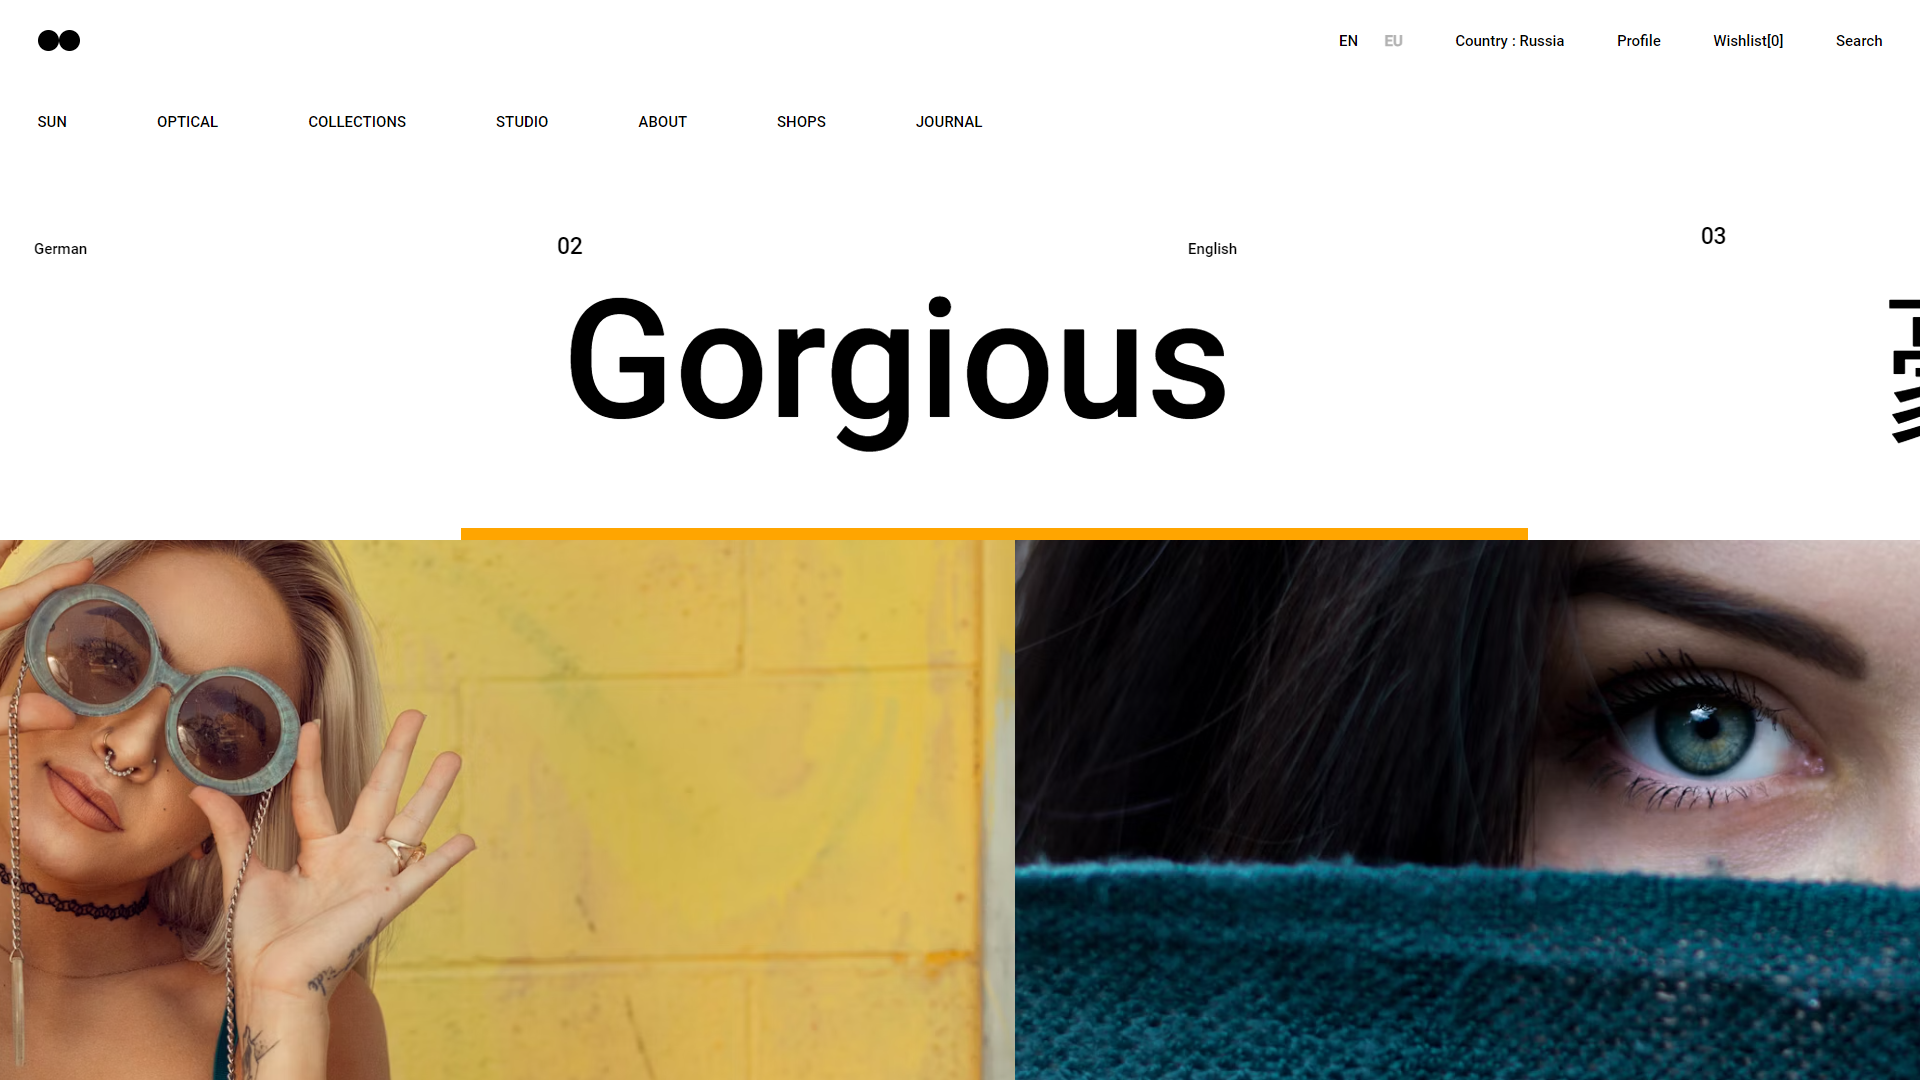 EN EU Country : Russia Profile Wishlist[0] Search
SUN OPTICAL COLLECTIONS STUDIO ABOUT SHOPS JOURNAL
German 02 English 03
Gorgious